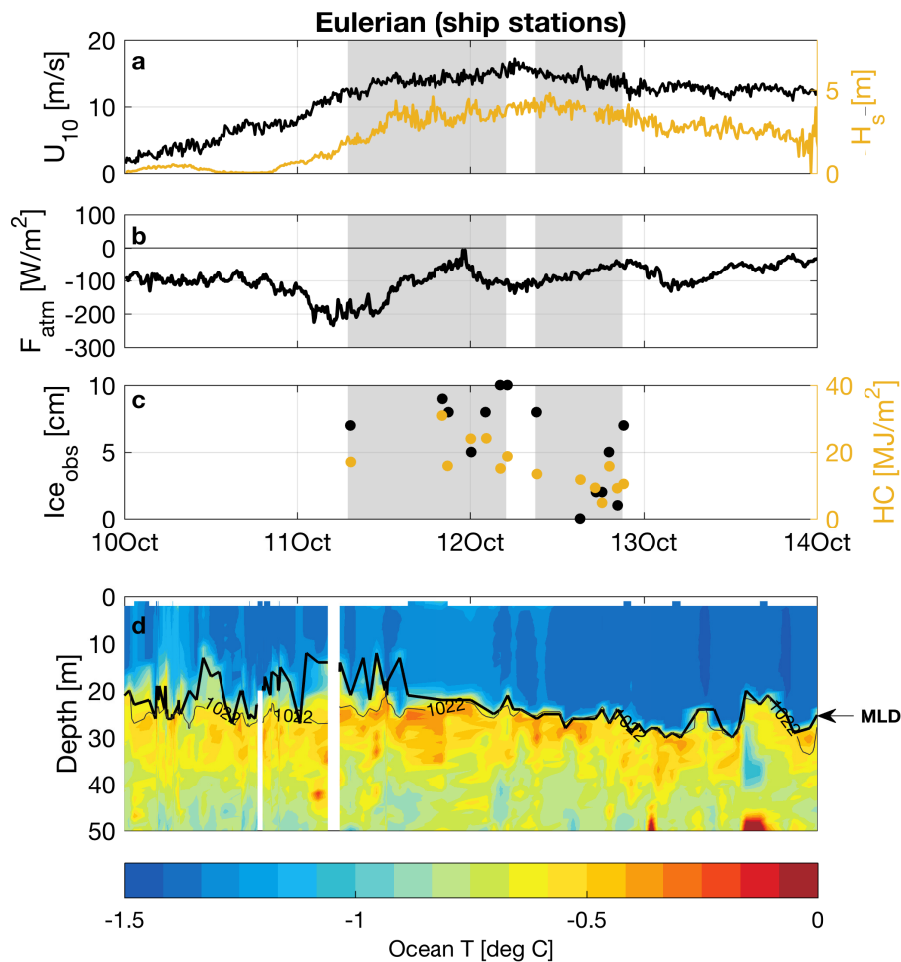 Eulerian (ship stations)
a
20
10
0
U10 [m/s]
5
0
Hs [m]
b
100
0
-100
-200
-300
Fatm [W/m2]
c
10
5
0
Iceobs [cm]
40
20
0
HC [MJ/m2]
10Oct 11Oct 12Oct 13Oct 14Oct
d
0
10
20
30
40
50
Depth [m]
1022
1022
1022
1022
1022
MLD
-1.5 -1 -0.5 0
Ocean T [deg C]